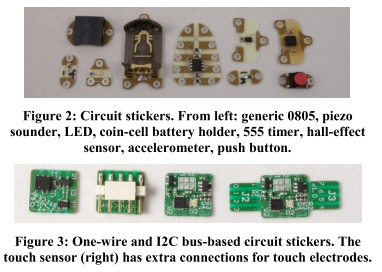 Figure 2: Circuit stickers. From left: generic 0805, piezo
sounder, LED, coin-cell battery holder, 555 timer, hall-effect
sensor, accelerometer, push button.
J2
J3
Figure 3: One-wire and I2C bus-based circuit stickers. The
touch sensor (right) has extra connections for touch electrodes.